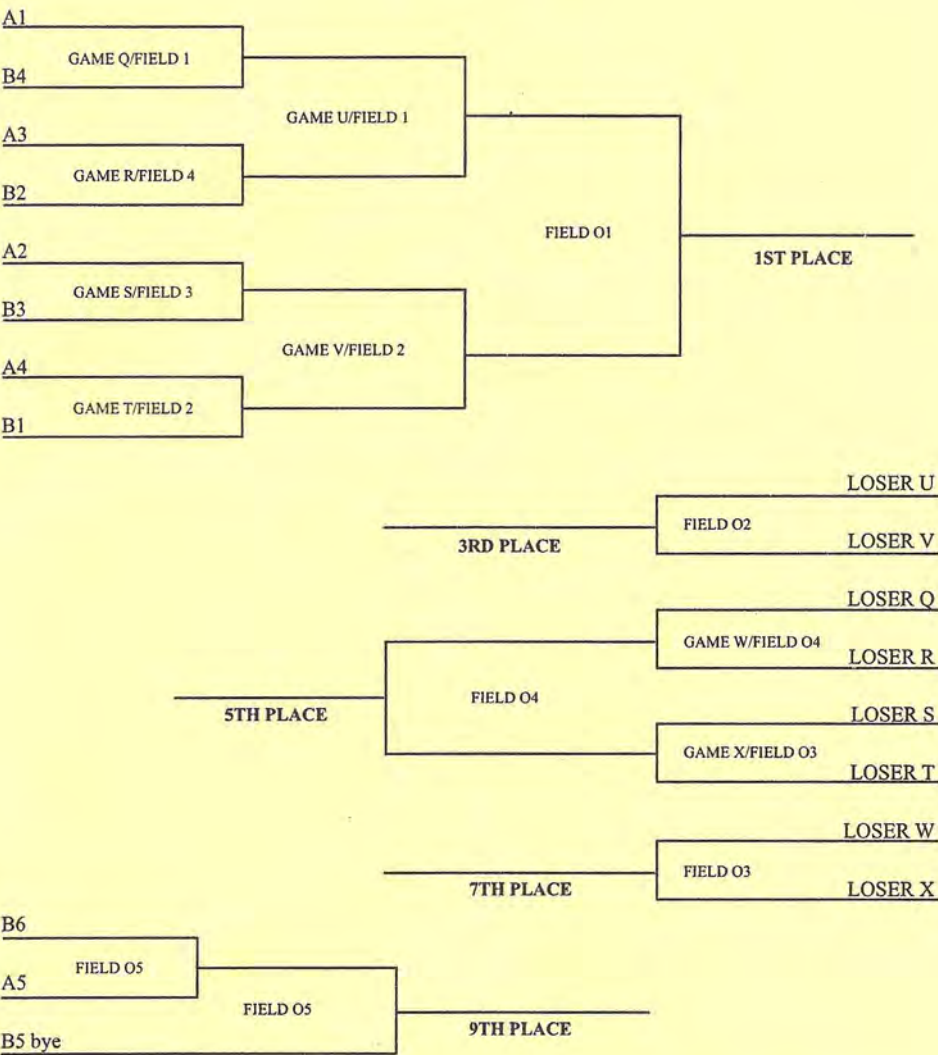 A1
GAME Q/FIELD 1
B4
GAME U/FIELD 1
A3
GAME R/FIELD 4
B2
FIELD O1
1ST PLACE
A2
GAME S/FIELD 3
B3
GAME V/FIELD 2
A4
GAME T/FIELD 2
B1
LOSER U
FIELD O2
3RD PLACE
LOSER V
LOSER Q
GAME W/FIELD O4
LOSER R
FIELD O4
5TH PLACE
LOSER S
GAME X/FIELD O3
LOSER T
LOSER W
FIELD O3
7TH PLACE
LOSER X
B6
FIELD O5
A5
FIELD O5
9TH PLACE
B5 bye